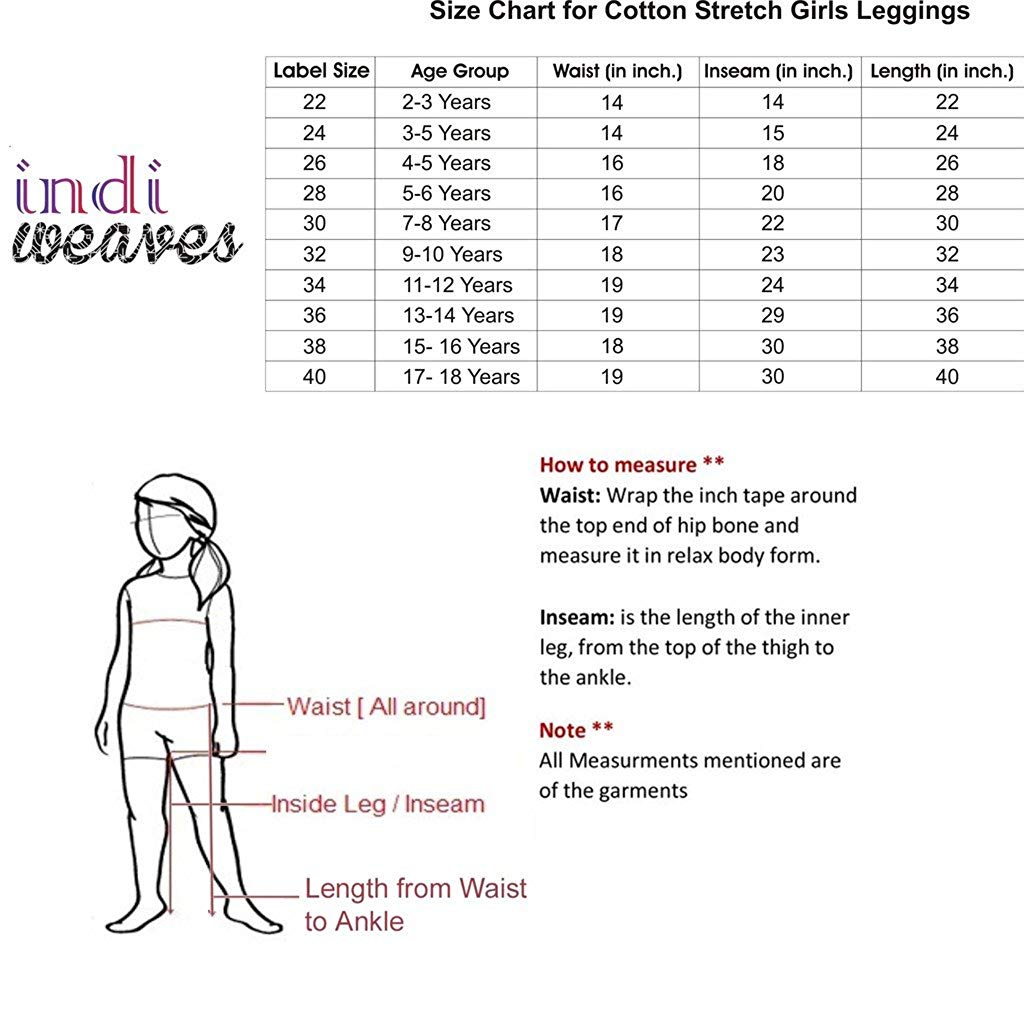 Size Chart for Cotton Stretch Girls Leggings
Label Size Age Group Waist (in inch.) Inseam (in inch.) Length (in inch.)
22 2-3 Years 14 14 22
24 3-5 Years 14 15 24
26 4-5 Years 16 18 26
28 5-6 Years 16 20 28
30 7-8 Years 17 22 30
32 9-10 Years 18 23 32
34 11-12 Years 19 24 34
36 13-14 Years 19 29 36
38 15- 16 Years 18 30 38
40 17- 18 Years 19 30 40
indi
weaves
How to measure **
Waist: Wrap the inch tape around
the top end of hip bone and
measure it in relax body form.
Inseam: is the length of the inner
leg, from the top of the thigh to
the ankle.
Note **
All Measurments mentioned are
of the garments
Waist [ All around]
Inside Leg / Inseam
Length from Waist
to Ankle